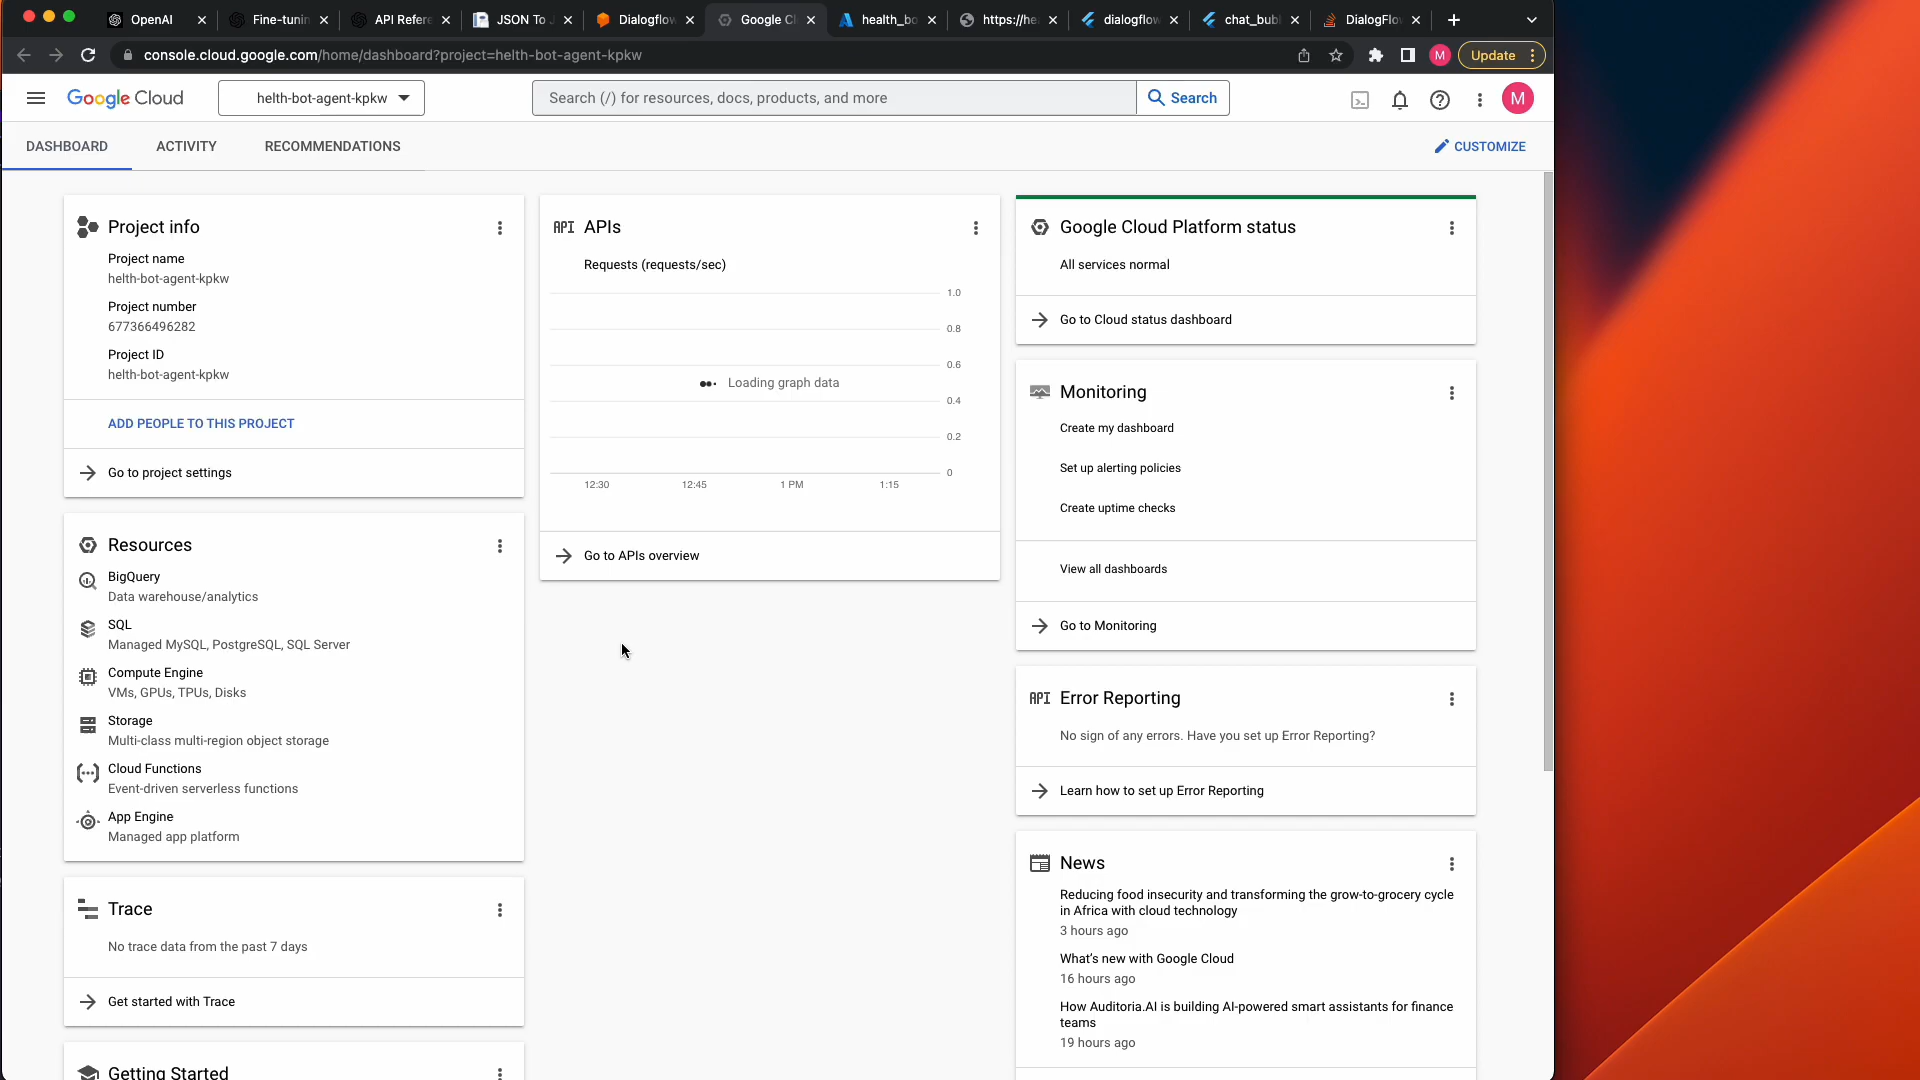 OpenAI
Fine-tunin
API Refere
JSON To J
Dialogflow
Google Cl
health_bo
https://he
dialogflow
chat_bubl
DialogFlow
console.cloud.google.com/home/dashboard?project=helth-bot-agent-kpkw
M
Update
Google Cloud
helth-bot-agent-kpkw
Search (/) for resources, docs, products, and more
Search
M
DASHBOARD
ACTIVITY
RECOMMENDATIONS
CUSTOMIZE
Project info
Project name
helth-bot-agent-kpkw
Project number
677366496282
Project ID
helth-bot-agent-kpkw
ADD PEOPLE TO THIS PROJECT
Go to project settings
Resources
BigQuery
Data warehouse/analytics
SQL
Managed MySQL, PostgreSQL, SQL Server
Compute Engine
VMs, GPUs, TPUs, Disks
Storage
Multi-class multi-region object storage
Cloud Functions
Event-driven serverless functions
App Engine
Managed app platform
Trace
No trace data from the past 7 days
Get started with Trace
Getting Started
API APIs
Requests (requests/sec)
1.0
0.8
0.6
Loading graph data
0.4
0.2
0
12:30
12:45
1 PM
1:15
Go to APIs overview
Google Cloud Platform status
All services normal
Go to Cloud status dashboard
Monitoring
Create my dashboard
Set up alerting policies
Create uptime checks
View all dashboards
Go to Monitoring
API Error Reporting
No sign of any errors. Have you set up Error Reporting?
Learn how to set up Error Reporting
News
Reducing food insecurity and transforming the grow-to-grocery cycle
in Africa with cloud technology
3 hours ago
What's new with Google Cloud
16 hours ago
How Auditoria.AI is building AI-powered smart assistants for finance
teams
19 hours ago